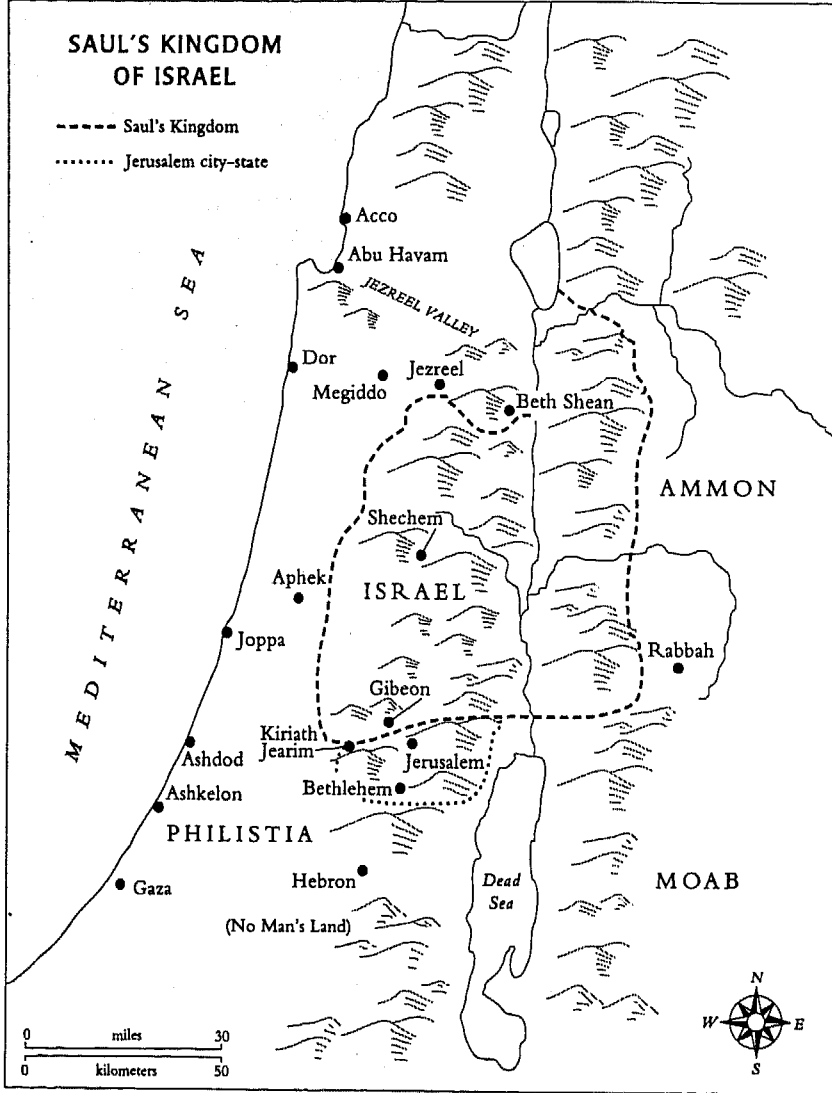 SAUL'S KINGDOM
OF ISRAEL
Saul's Kingdom
Jerusalem city-state
Acco
Abu Havam
JEZREEL VALLEY
MEDITERRANEAN SEA
Dor
Megiddo
Jezreel
Beth Shean
AMMON
Shechem
Aphek
ISRAEL
Joppa
Rabbah
Gibeon
Kiriath
Jearim
Jerusalem
Ashdod
Bethlehem
Ashkelon
PHILISTIA
Hebron
Dead
Sea
MOAB
Gaza
(No Man's Land)
N
W E
S
0 miles 30
0 kilometers 50